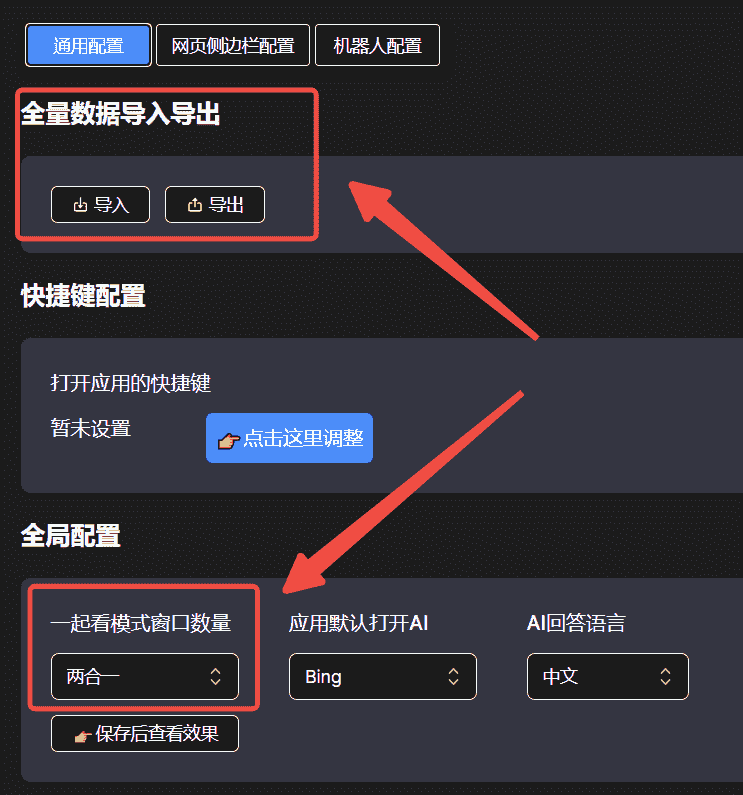 通用配置 网页侧边栏配置 机器人配置
全量数据导入导出
导入 导出
快捷键配置
打开应用的快捷键
暂未设置 点击这里调整
全局配置
一起看模式窗口数量 应用默认打开AI AI回答语言
两合一 Bing 中文
保存后查看效果